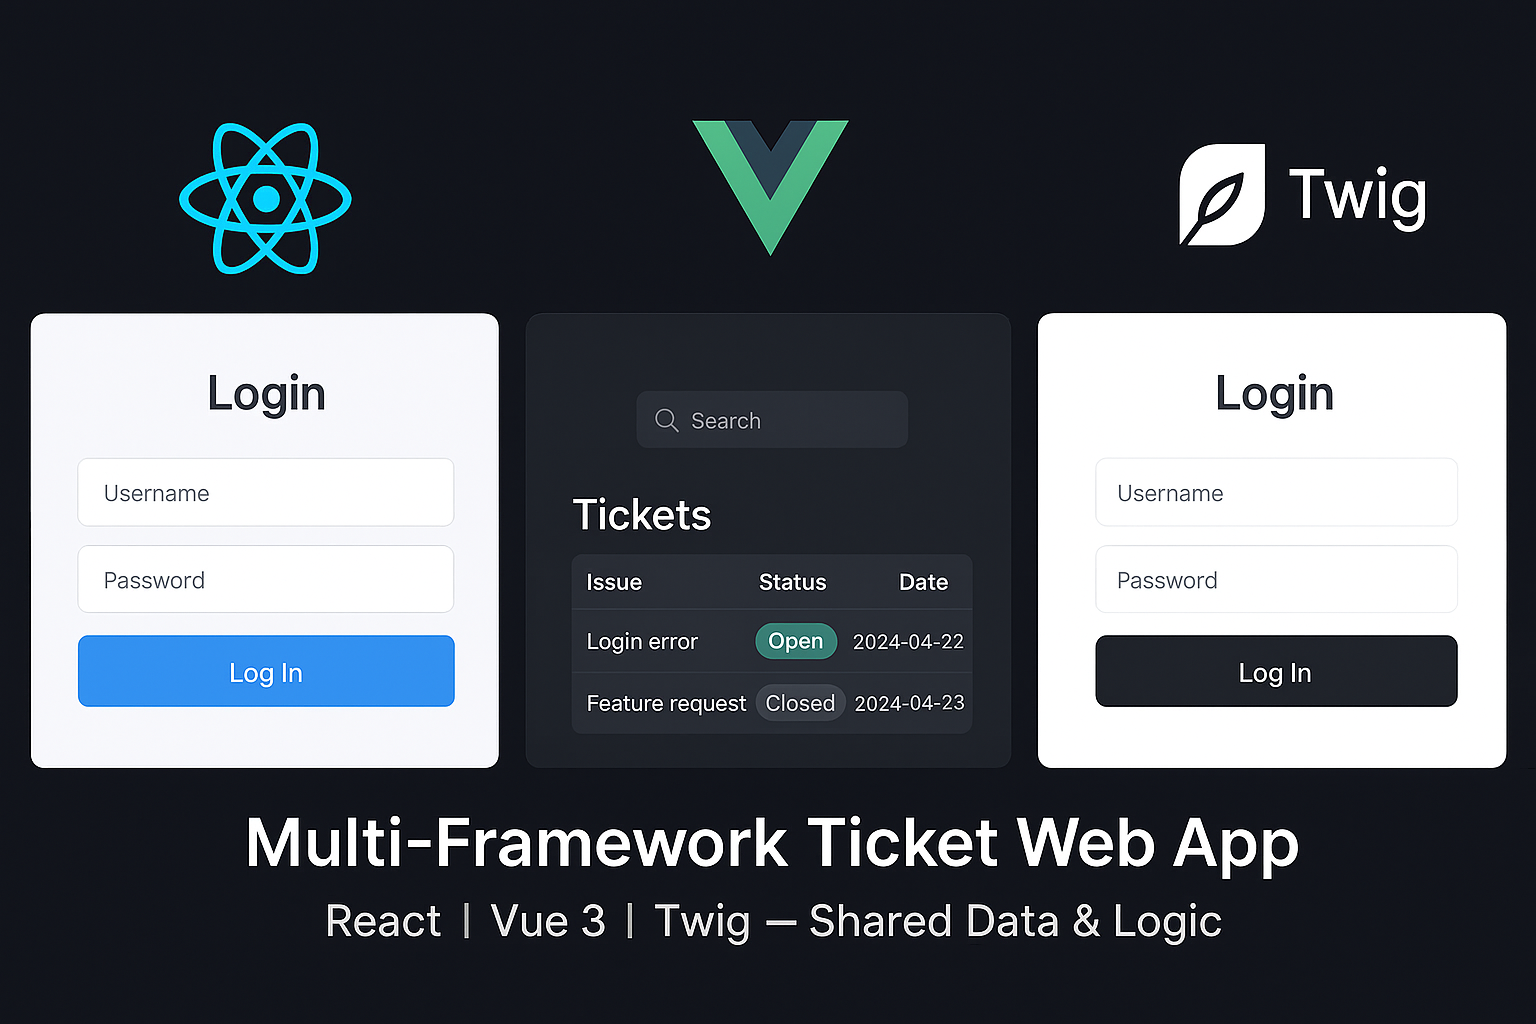 Twig
Login
Username
Password
Log In
Search
Tickets
Issue Status Date
Login error Open 2024-04-22
Feature request Closed 2024-04-23
Login
Username
Password
Log In
Multi-Framework Ticket Web App
React | Vue 3 | Twig — Shared Data & Logic